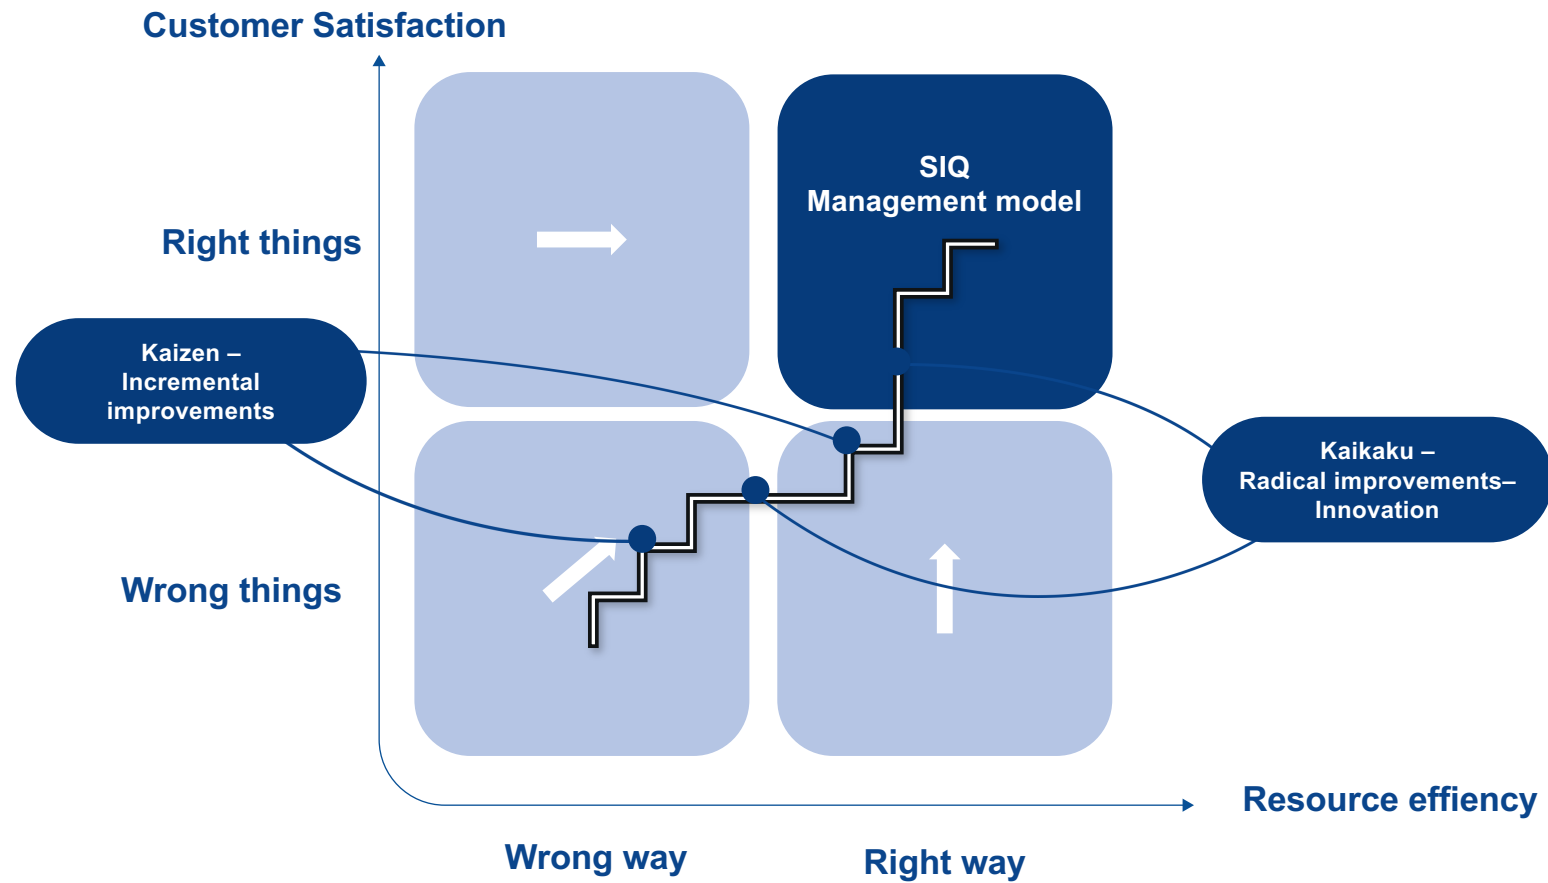 Customer Satisfaction
SIQ
Management model
Right things
Kaizen –
Incremental
improvements
Kaikaku –
Radical improvements–
Innovation
Wrong things
Resource effiency
Wrong way
Right way